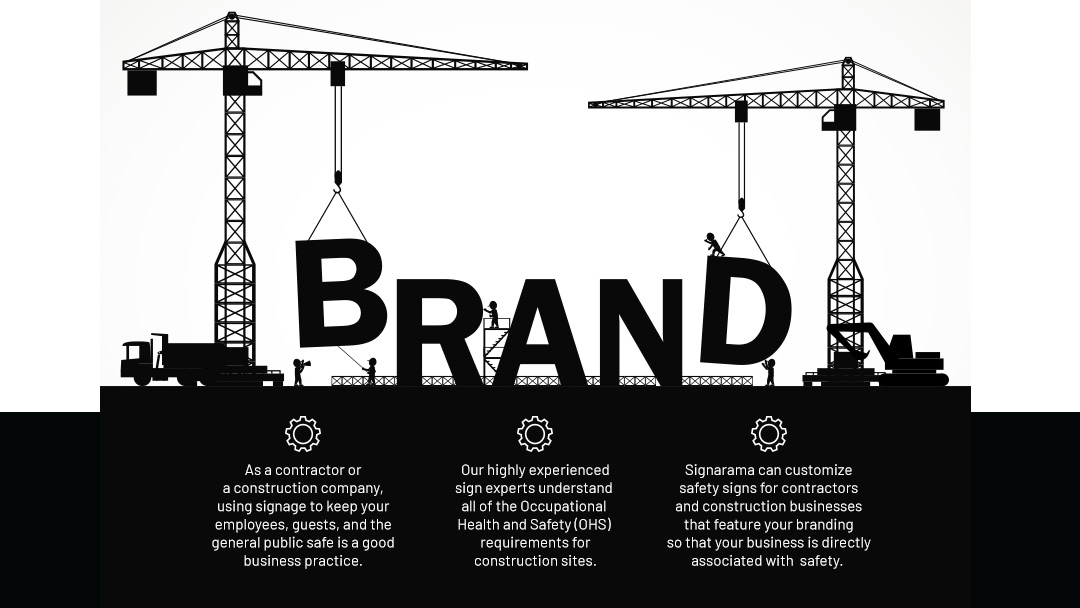 BRAND
As a contractor or
a construction company,
using signage to keep your
employees, guests, and the
general public safe is a good
business practice.
Our highly experienced
sign experts understand
all of the Occupational
Health and Safety (OHS)
requirements for
construction sites.
Signarama can customize
safety signs for contractors
and construction businesses
that feature your branding
so that your business is directly
associated with  safety.